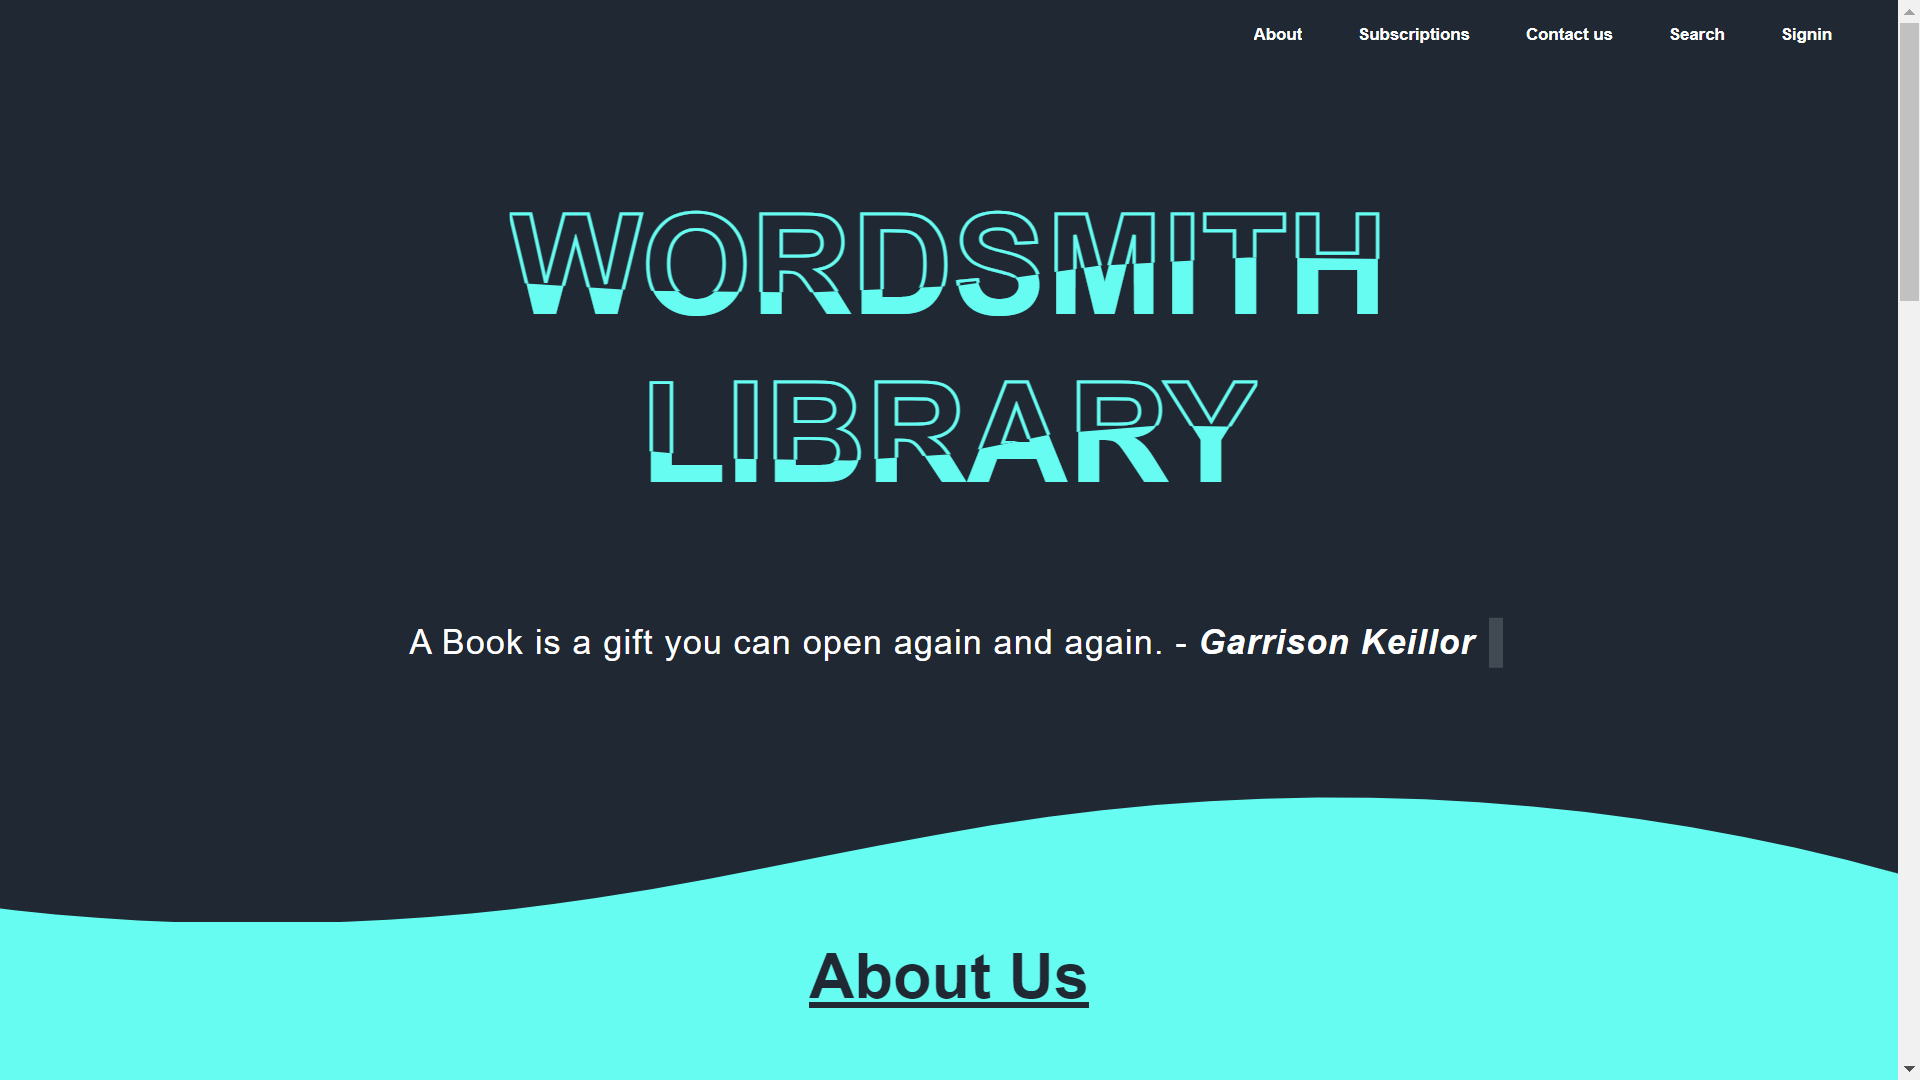 About Subscriptions Contact us Search Signin
WORDSMITH
LIBRARY
A Book is a gift you can open again and again. - Garrison Keillor
About Us